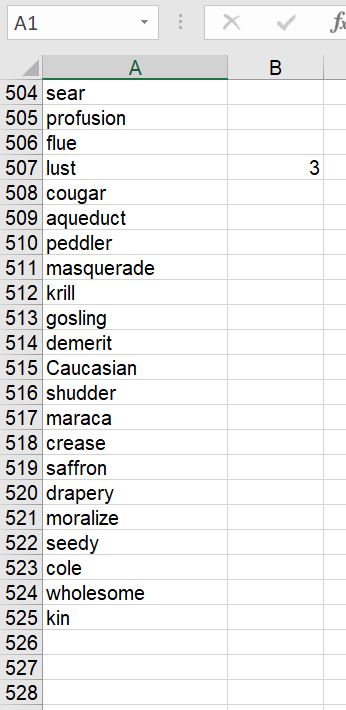 A1 fx
A B
504 sear
505 profusion
506 flue
507 lust 3
508 cougar
509 aqueduct
510 peddler
511 masquerade
512 krill
513 gosling
514 demerit
515 Caucasian
516 shudder
517 maraca
518 crease
519 saffron
520 drapery
521 moralize
522 seedy
523 cole
524 wholesome
525 kin
526
527
528